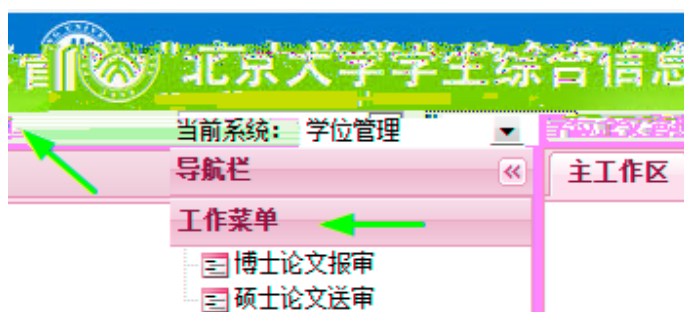 北京大学学生综合信息
当前系统： 学位管理
导航栏
主工作区
工作菜单
博士论文报审
硕士论文送审